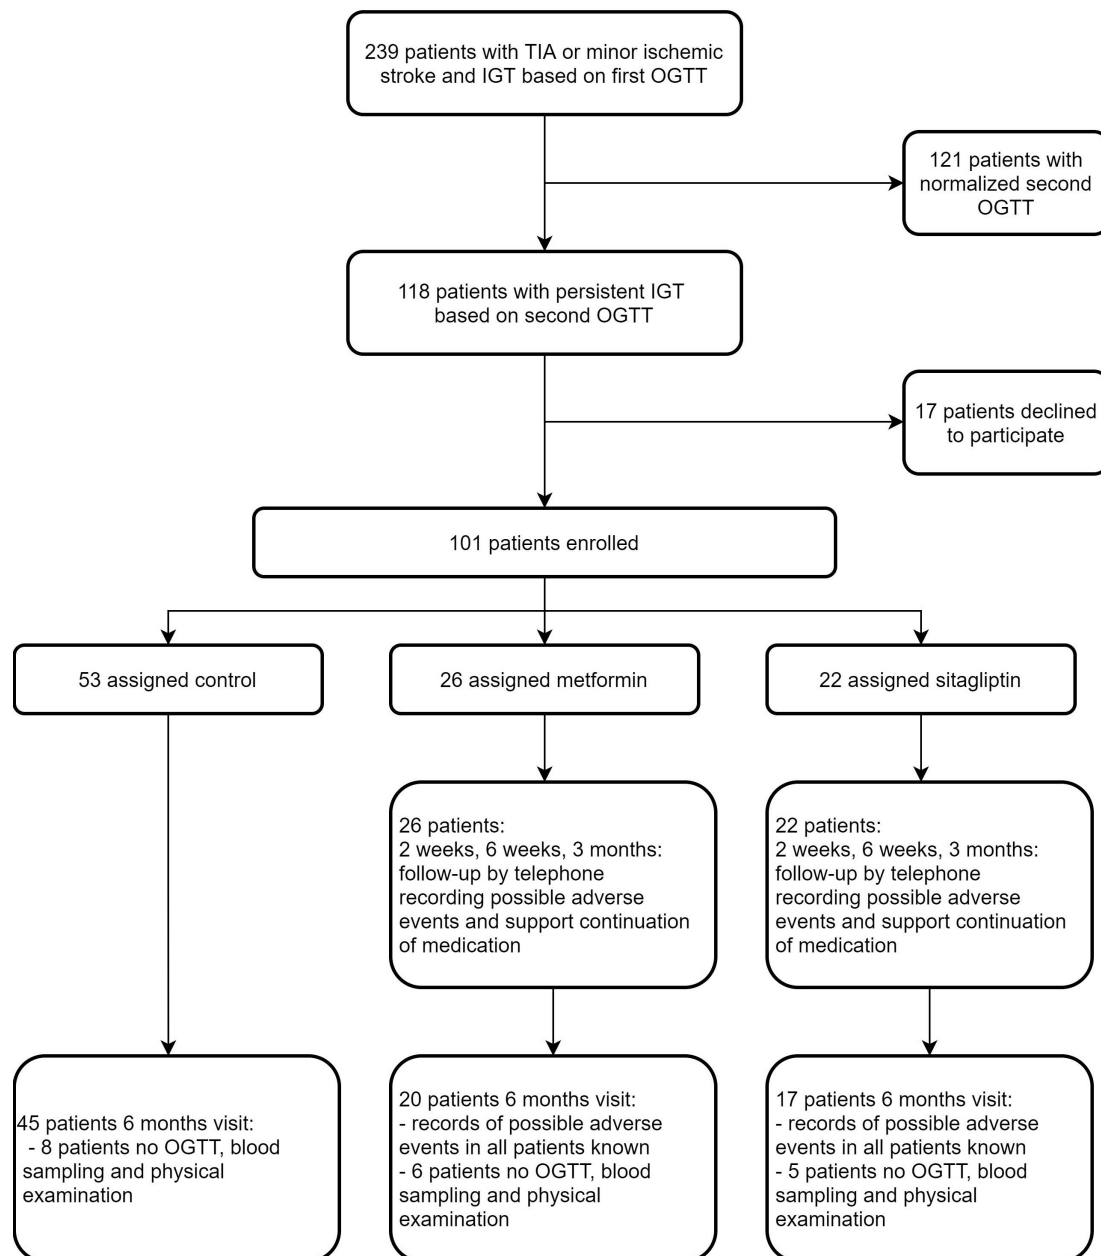 239 patients with TIA or minor ischemic
stroke and IGT based on first OGTT
121 patients with
normalized second
OGTT
118 patients with persistent IGT
based on second OGTT
17 patients declined
to participate
101 patients enrolled
53 assigned control
26 assigned metformin
22 assigned sitagliptin
26 patients:
2 weeks, 6 weeks, 3 months:
follow-up by telephone
recording possible adverse
events and support continuation
of medication
22 patients:
2 weeks, 6 weeks, 3 months:
follow-up by telephone
recording possible adverse
events and support continuation
of medication
45 patients 6 months visit:
- 8 patients no OGTT, blood
sampling and physical
examination
20 patients 6 months visit:
- records of possible adverse
events in all patients known
- 6 patients no OGTT, blood
sampling and physical
examination
17 patients 6 months visit:
- records of possible adverse
events in all patients known
- 5 patients no OGTT, blood
sampling and physical
examination